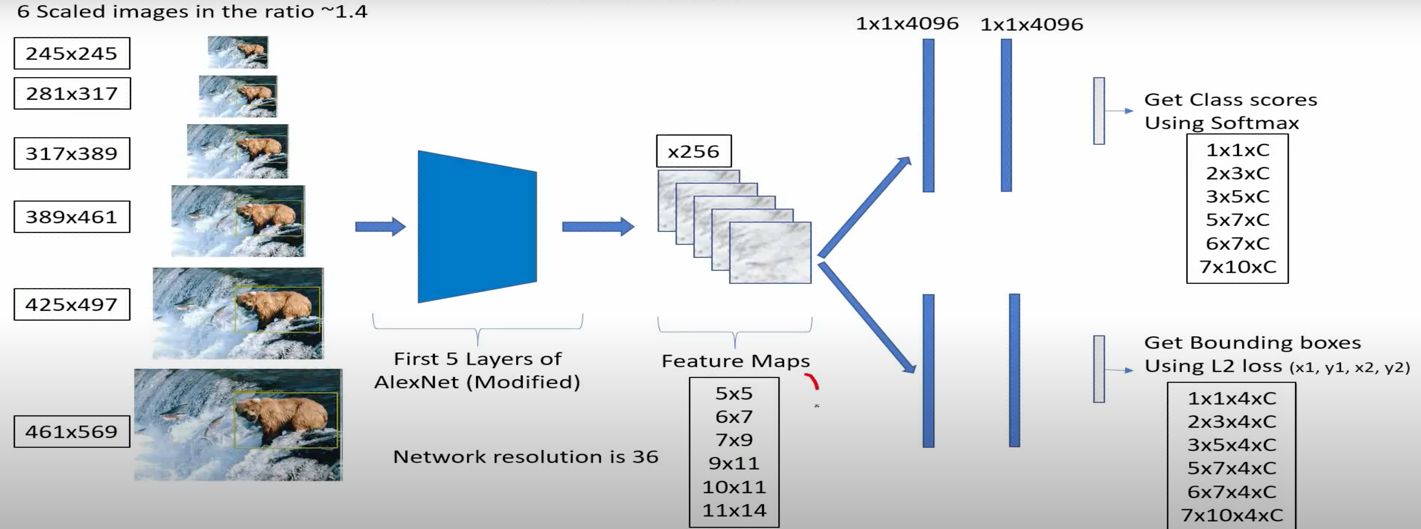 6 Scaled images in the ratio ~1.4
245x245
281x317
317x389
389x461
425x497
461x569
First 5 Layers of
AlexNet (Modified)
Network resolution is 36
x256
Feature Maps
5x5
6x7
7x9
9x11
10x11
11x14
1x1x4096
1x1x4096
Get Class scores
Using Softmax
1x1xC
2x3xC
3x5xC
5x7xC
6x7xC
7x10xC
Get Bounding boxes
Using L2 loss (x1, y1, x2, y2)
1x1x4xC
2x3x4xC
3x5x4xC
5x7x4xC
6x7x4xC
7x10x4xC